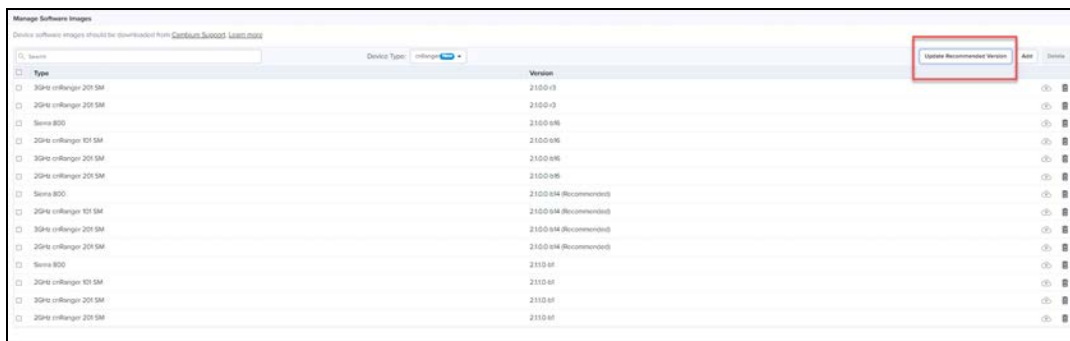 Manage Software Images
Device software images should be downloaded from Cambium Support. Learn more
Search Device Type: cnRanger New Update Recommended Version Add Delete
Type Version
3GHz cnRanger 201 SM 2.1.0.0-r3
2GHz cnRanger 201 SM 2.1.0.0-r3
Sierra 800 2.1.0.0-b16
2GHz cnRanger 101 SM 2.1.0.0-b16
3GHz cnRanger 201 SM 2.1.0.0-b16
2GHz cnRanger 201 SM 2.1.0.0-b16
Sierra 800 2.1.0.0-b14 (Recommended)
2GHz cnRanger 101 SM 2.1.0.0-b14 (Recommended)
3GHz cnRanger 201 SM 2.1.0.0-b14 (Recommended)
2GHz cnRanger 201 SM 2.1.0.0-b14 (Recommended)
Sierra 800 2.1.1.0-b1
2GHz cnRanger 101 SM 2.1.1.0-b1
3GHz cnRanger 201 SM 2.1.1.0-b1
2GHz cnRanger 201 SM 2.1.1.0-b1